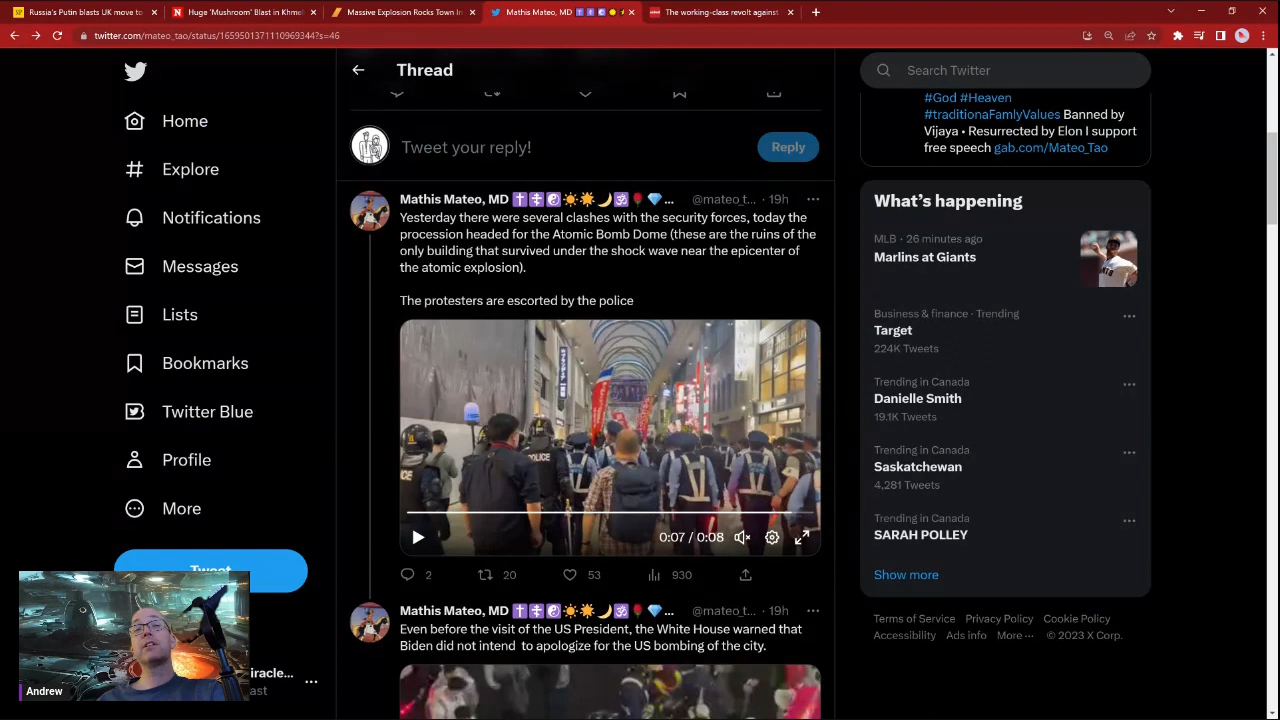 Russia's Putin blasts UK move to
Huge 'Mushroom' Blast in Khmel
Massive Explosion Rocks Town In
Mathis Mateo, MD
The working-class revolt against
twitter.com/mateo_tao/status/1659501371110969344?s=46
Thread
Search Twitter
Home
Explore
Notifications
Messages
Lists
Bookmarks
Twitter Blue
Profile
More
Tweet
Tweet your reply!
Reply
Mathis Mateo, MD ... @mateo_t... · 19h
Yesterday there were several clashes with the security forces, today the
procession headed for the Atomic Bomb Dome (these are the ruins of the
only building that survived under the shock wave near the epicenter of
the atomic explosion).
The protesters are escorted by the police
POLICE
POLICE
0:07 / 0:08
2
20
53
930
Mathis Mateo, MD ... @mateo_t... · 19h
Even before the visit of the US President, the White House warned that
Biden did not intend to apologize for the US bombing of the city.
#God #Heaven
#traditionaFamlyValues Banned by
Vijaya • Resurrected by Elon I support
free speech gab.com/Mateo_Tao
What's happening
MLB · 26 minutes ago
Marlins at Giants
Business & finance · Trending
Target
224K Tweets
Trending in Canada
Danielle Smith
19.1K Tweets
Trending in Canada
Saskatchewan
4,281 Tweets
Trending in Canada
SARAH POLLEY
Show more
Terms of Service Privacy Policy Cookie Policy
Accessibility Ads info More ··· © 2023 X Corp.
iracle...
ast
Andrew